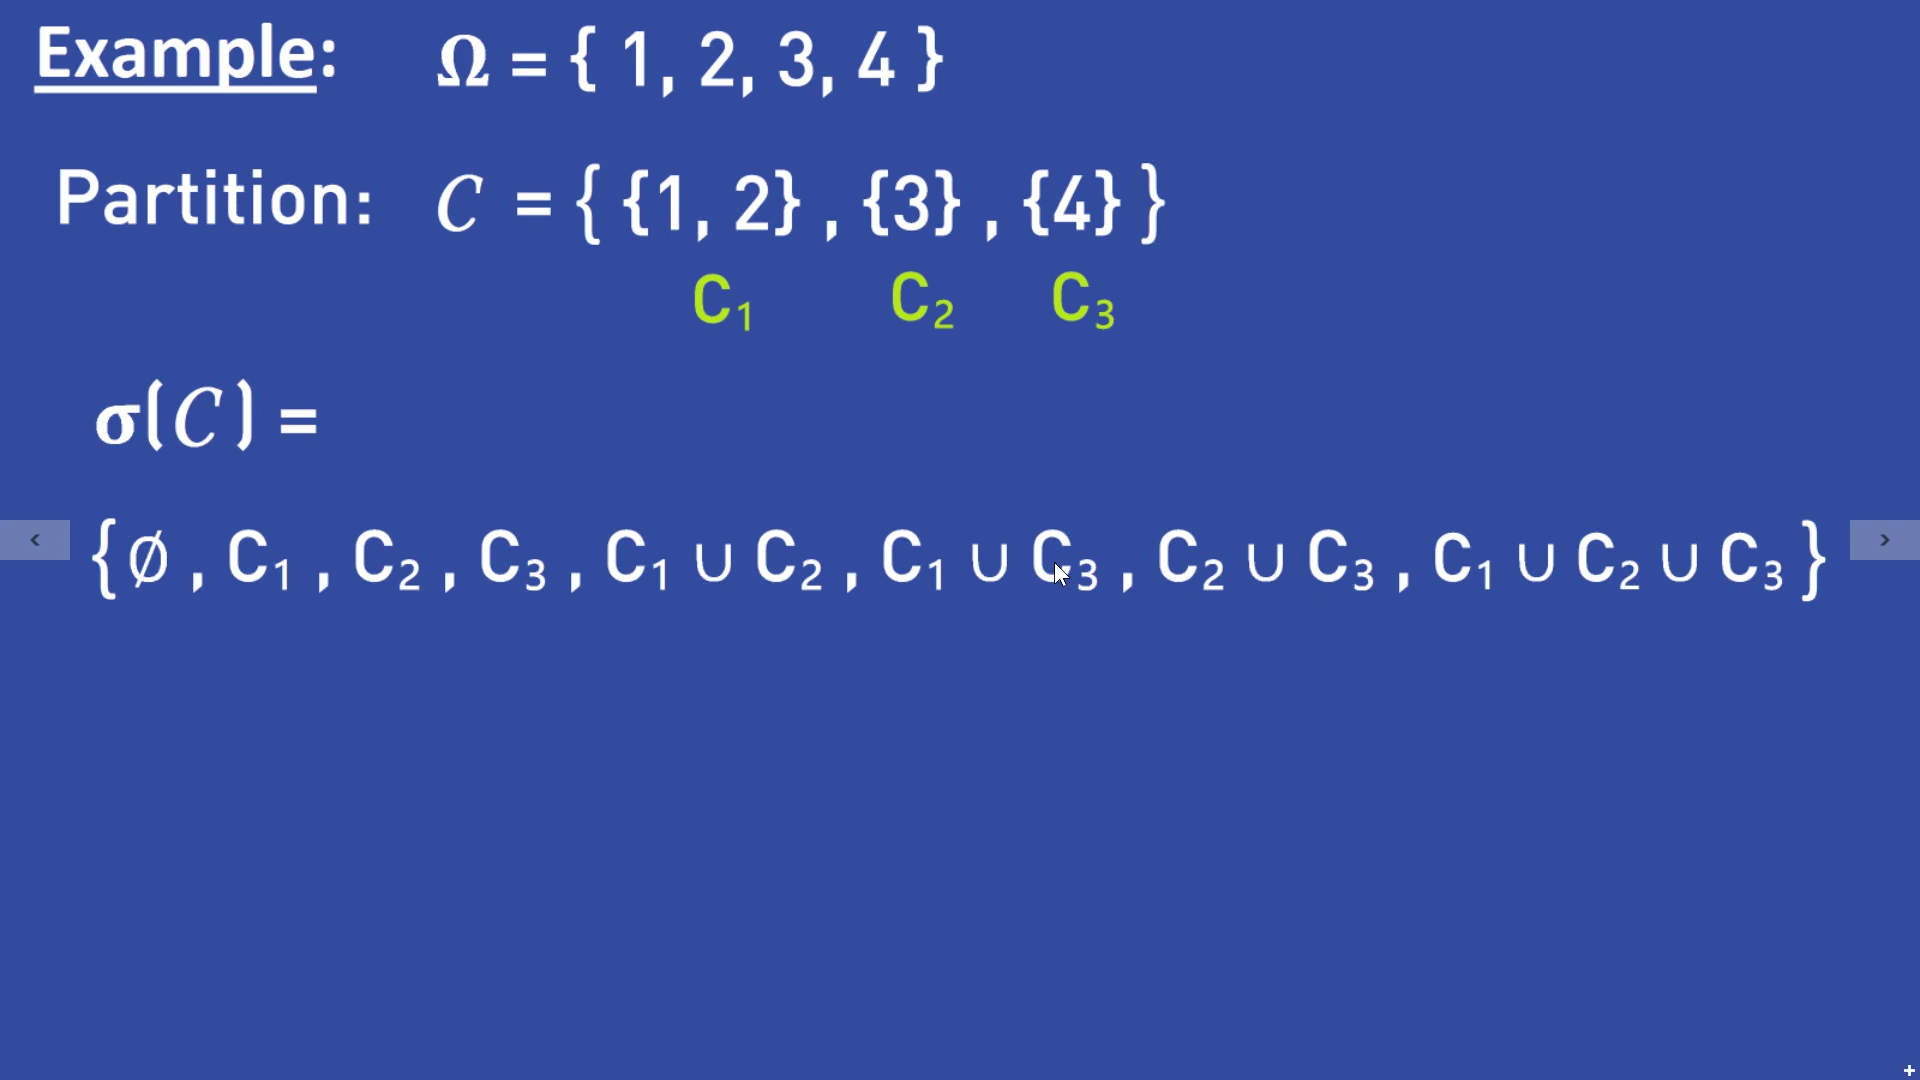 Example: Ω = { 1, 2, 3, 4 }
Partition: C = { {1, 2} , {3} , {4} }
C₁ C₂ C₃
σ(C) =
{∅ , C₁ , C₂ , C₃ , C₁ ∪ C₂ , C₁ ∪ C₃ , C₂ ∪ C₃ , C₁ ∪ C₂ ∪ C₃ }